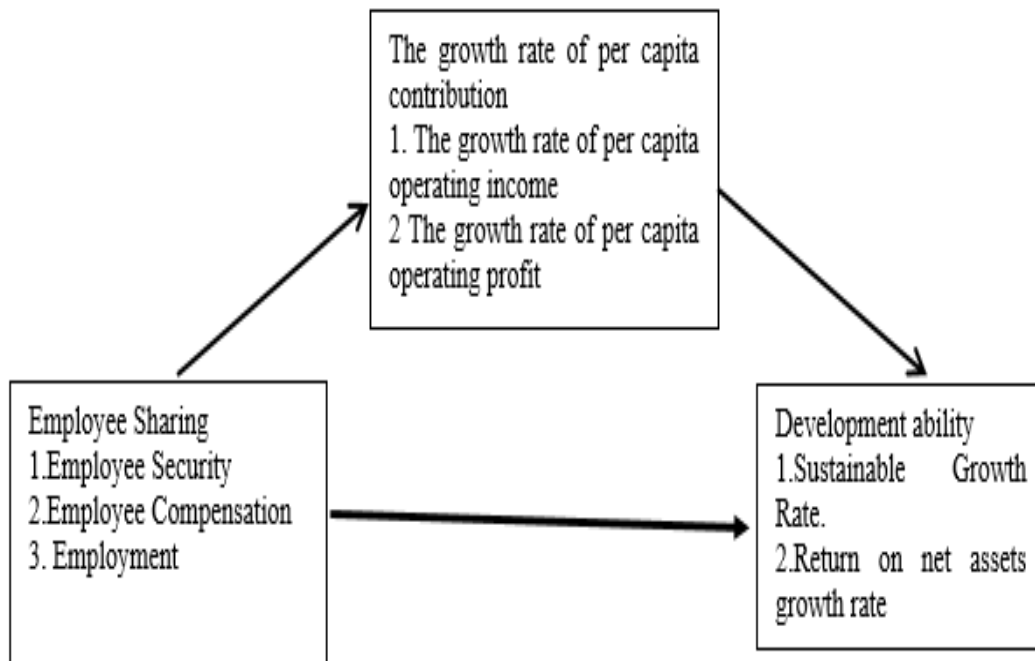 The growth rate of per capita
contribution
1. The growth rate of per capita
operating income
2 The growth rate of per capita
operating profit
Employee Sharing
1.Employee Security
2.Employee Compensation
3. Employment
Development ability
1.Sustainable Growth
Rate.
2.Return on net assets
growth rate